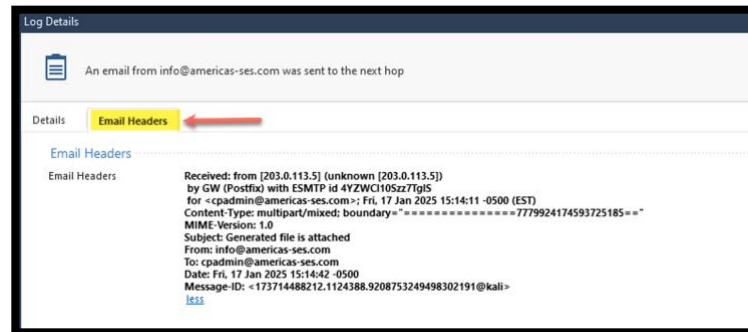 Log Details
An email from info@americas-ses.com was sent to the next hop
Details
Email Headers
Email Headers
Email Headers
Received: from [203.0.113.5] (unknown [203.0.113.5])
by GW (Postfix) with ESMTP id 4YZWCl10Szz7TglS
for <cpadmin@americas-ses.com>; Fri, 17 Jan 2025 15:14:11 -0500 (EST)
Content-Type: multipart/mixed; boundary="===============7779924174593725185=="
MIME-Version: 1.0
Subject: Generated file is attached
From: info@americas-ses.com
To: cpadmin@americas-ses.com
Date: Fri, 17 Jan 2025 15:14:42 -0500
Message-ID: <173714488212.1124388.9208753249498302191@kali>
less